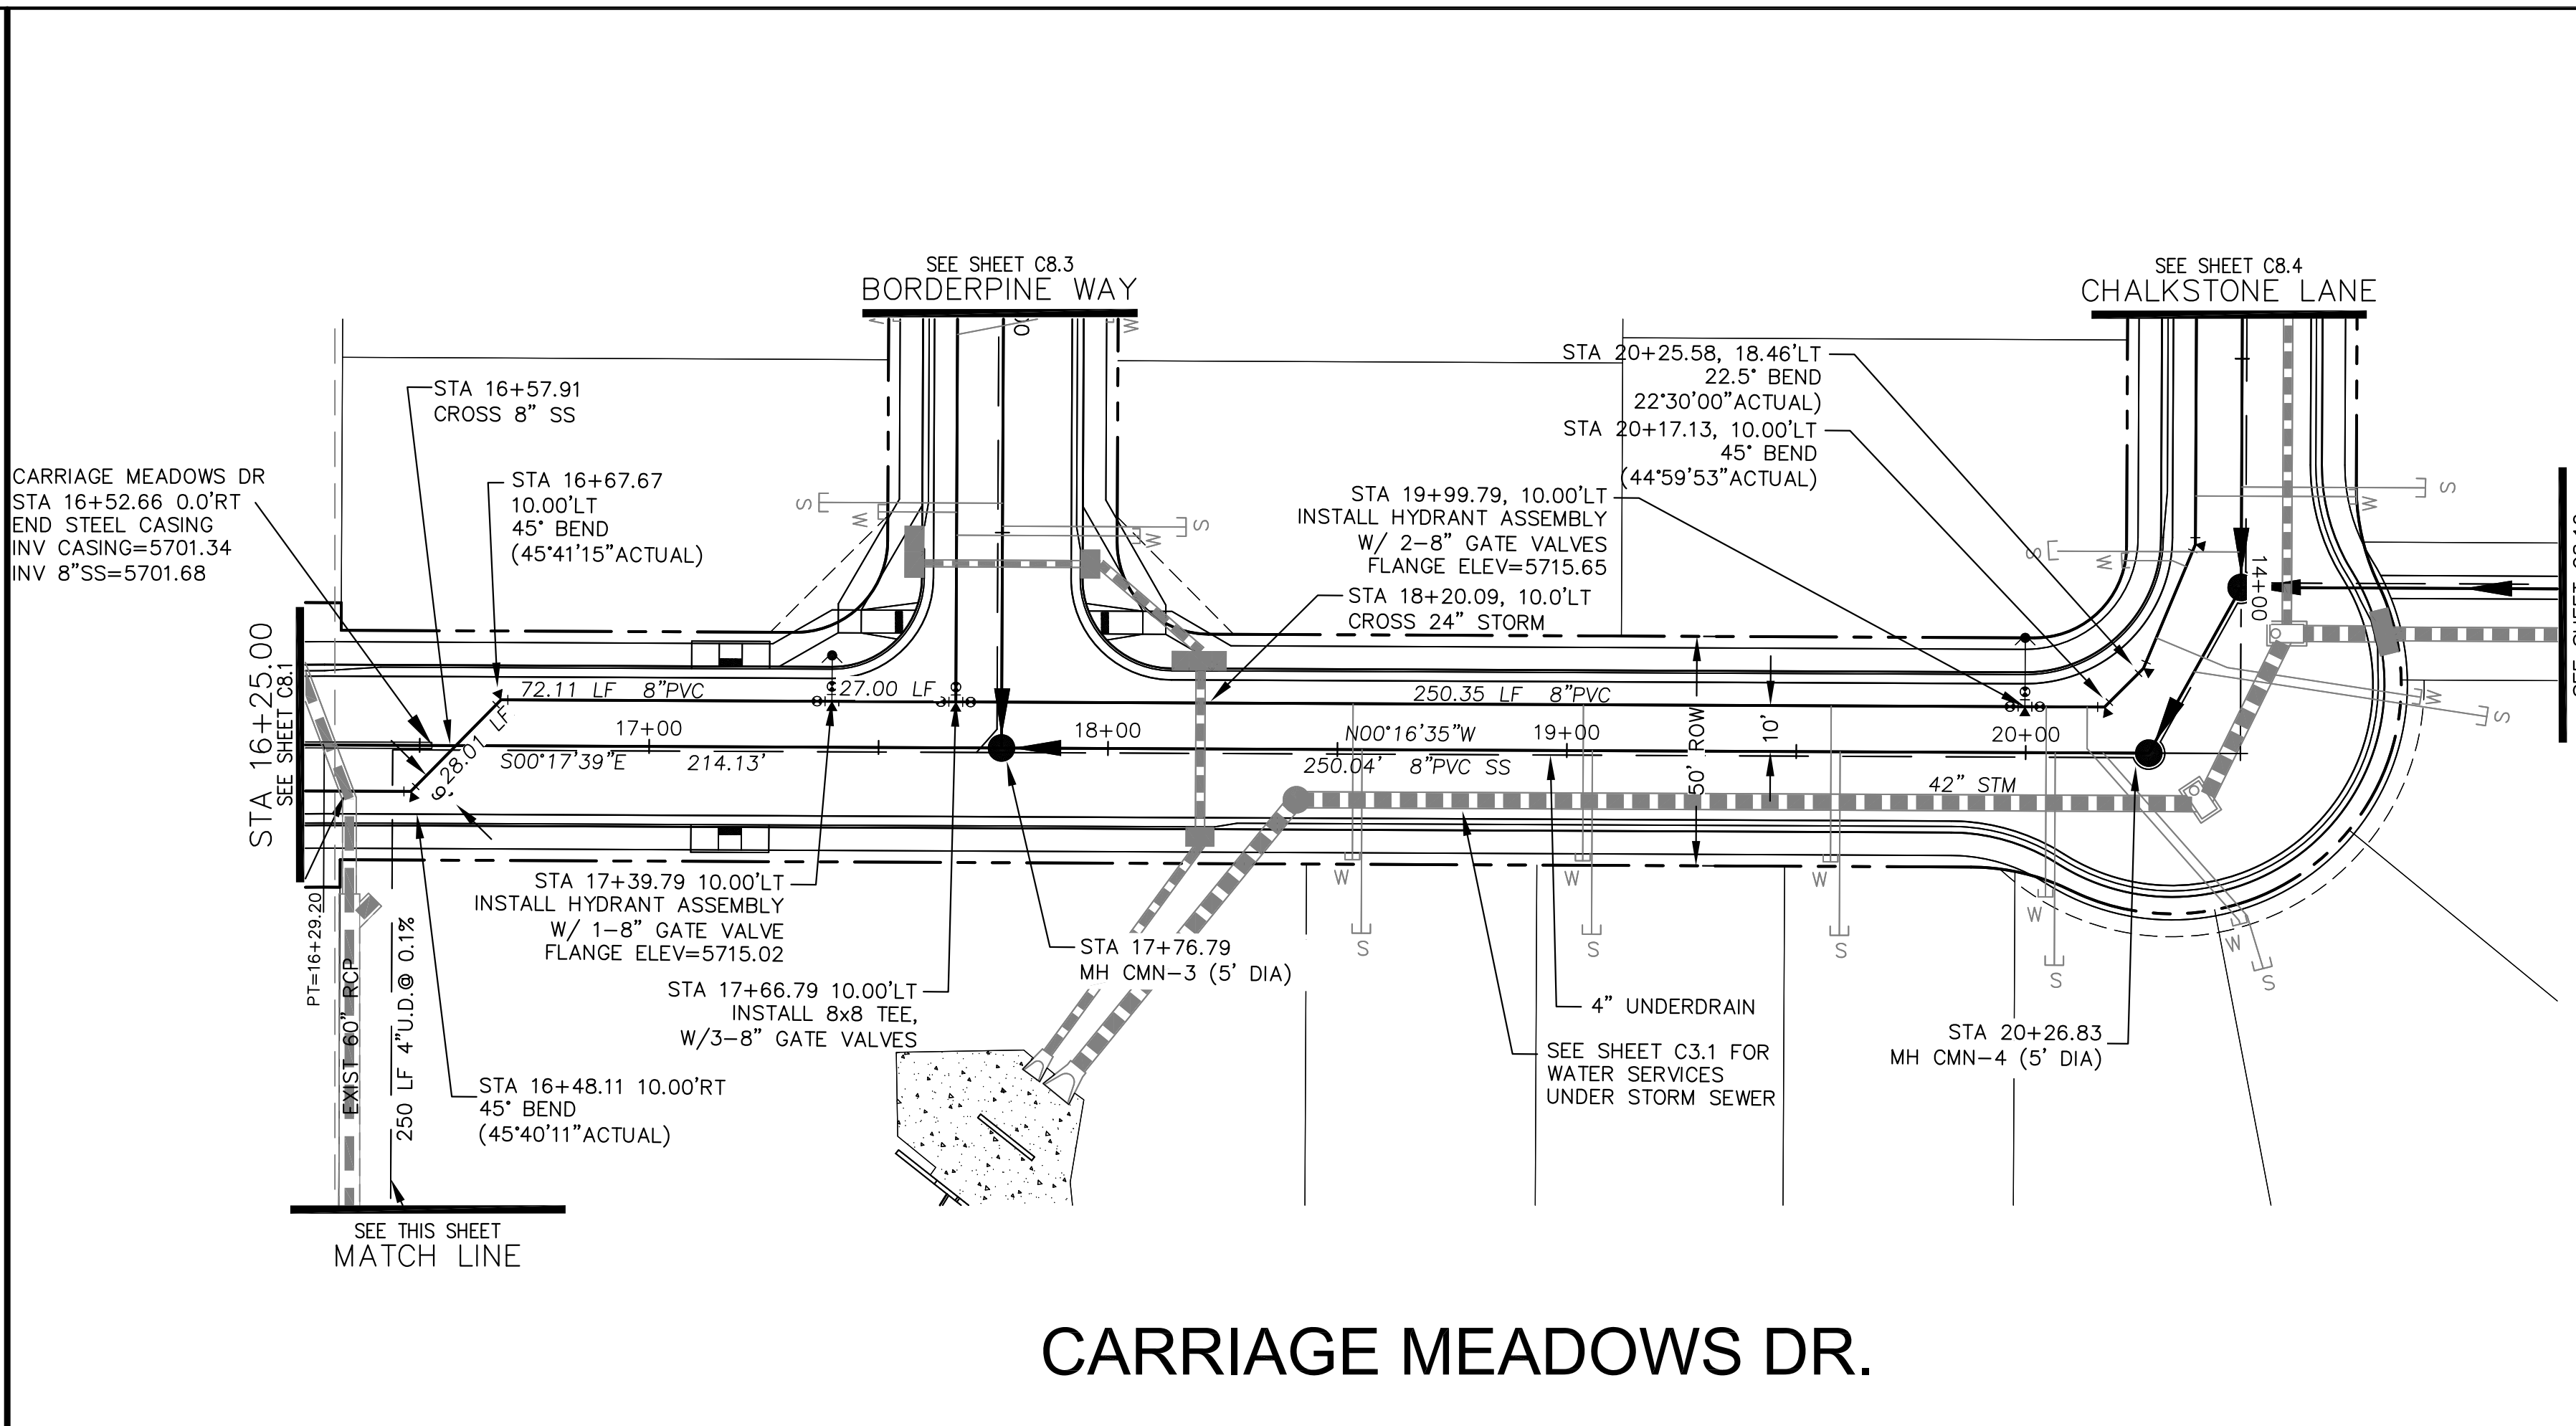 SEE SHEET C8.3
BORDERPINE WAY
SEE SHEET C8.4
CHALKSTONE LANE
STA 16+57.91
CROSS 8" SS
CARRIAGE MEADOWS DR
STA 16+52.66 0.0'RT
END STEEL CASING
INV CASING=5701.34
INV 8"SS=5701.68
STA 16+67.67
10.00'LT
45° BEND
(45°41'15"ACTUAL)
STA 20+25.58, 18.46'LT
22.5° BEND
22°30'00"ACTUAL)
STA 20+17.13, 10.00'LT
45° BEND
(44°59'53"ACTUAL)
STA 19+99.79, 10.00'LT
INSTALL HYDRANT ASSEMBLY
W/ 2-8" GATE VALVES
FLANGE ELEV=5715.65
STA 18+20.09, 10.0'LT
CROSS 24" STORM
S
W
S
W
W
S
W
S
W
W
S
14+00
STA 16+25.00
SEE SHEET C8.1
72.11 LF 8"PVC
27.00 LF
250.35 LF 8"PVC
28.01 LF
9'
17+00
18+00
19+00
20+00
S00°17'39"E
214.13'
N00°16'35"W
250.04' 8"PVC SS
50' ROW
10'
42" STM
W
S
W
S
W
S
W
S
W
S
PT=16+29.20
EXIST 60" RCP
250 LF 4"U.D.@ 0.1%
STA 17+39.79 10.00'LT
INSTALL HYDRANT ASSEMBLY
W/ 1-8" GATE VALVE
FLANGE ELEV=5715.02
STA 17+66.79 10.00'LT
INSTALL 8x8 TEE,
W/3-8" GATE VALVES
STA 17+76.79
MH CMN-3 (5' DIA)
4" UNDERDRAIN
SEE SHEET C3.1 FOR
WATER SERVICES
UNDER STORM SEWER
STA 20+26.83
MH CMN-4 (5' DIA)
STA 16+48.11 10.00'RT
45° BEND
(45°40'11"ACTUAL)
SEE THIS SHEET
MATCH LINE
CARRIAGE MEADOWS DR.